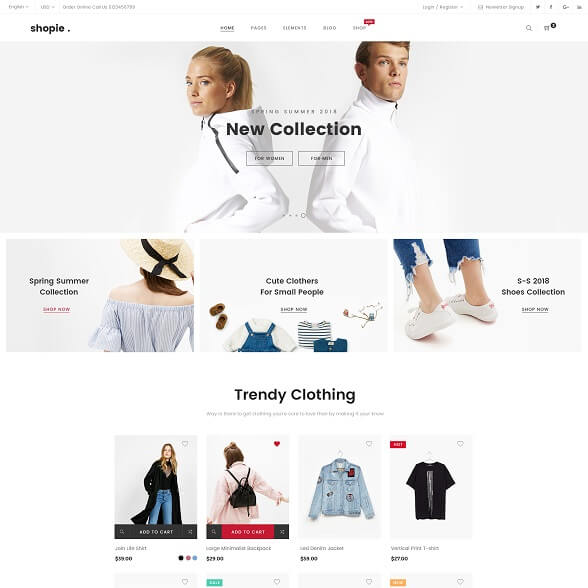 English
USD
Order Online Call Us 0123456789
Login / Register
Newsletter Signup
shopie .
HOME
PAGES
ELEMENTS
BLOG
SHOP
0
SPRING SUMMER 2018
New Collection
FOR WOMEN
FOR MEN
Spring Summer
Collection
SHOP NOW
Cute Clothers
For Small People
SHOP NOW
S-S 2018
Shoes Collection
SHOP NOW
Trendy Clothing
Way is there to get clothing you're sure to love than by making it your know
HOT
ADD TO CART
ADD TO CART
Join Life Shirt
$39.00
Large Minimalist Backpack
$29.00
Led Denim Jacket
$59.00
Vertical Print T-shirt
$27.00
SALE
NEW